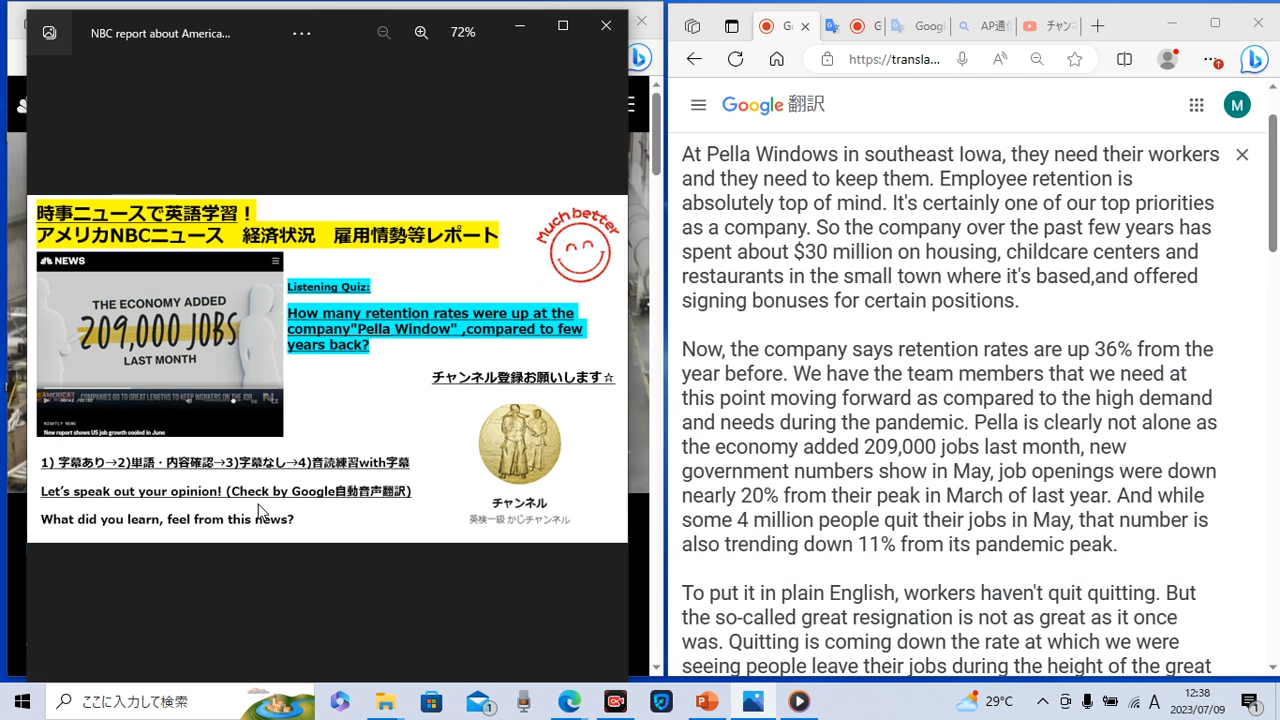 NBC report about America...
72%
時事ニュースで英語学習！
アメリカNBCニュース 経済状況 雇用情勢等レポート
Much better
NEWS
THE ECONOMY ADDED
209,000 JOBS
LAST MONTH
COMPANIES GO TO GREAT LENGTHS TO KEEP WORKERS ON THE JOB
NIGHTLY NEWS
New report shows US job growth cooled in June
Listening Quiz:
How many retention rates were up at the
company"Pella Window" ,compared to few
years back?
チャンネル登録お願いします☆
1) 字幕あり→2)単語・内容確認→3)字幕なし→4)音読練習with字幕
Let's speak out your opinion! (Check by Google自動音声翻訳)
What did you learn, feel from this news?
チャンネル
英検一級 かじチャンネル
New
Goog
AP通信
チャン
https://transla...
Google 翻訳
M
At Pella Windows in southeast Iowa, they need their workers
and they need to keep them. Employee retention is
absolutely top of mind. It's certainly one of our top priorities
as a company. So the company over the past few years has
spent about $30 million on housing, childcare centers and
restaurants in the small town where it's based,and offered
signing bonuses for certain positions.
Now, the company says retention rates are up 36% from the
year before. We have the team members that we need at
this point moving forward as compared to the high demand
and needs during the pandemic. Pella is clearly not alone as
the economy added 209,000 jobs last month, new
government numbers show in May, job openings were down
nearly 20% from their peak in March of last year. And while
some 4 million people quit their jobs in May, that number is
also trending down 11% from its pandemic peak.
To put it in plain English, workers haven't quit quitting. But
the so-called great resignation is not as great as it once
was. Quitting is coming down the rate at which we were
seeing people leave their jobs during the height of the great
ここに入力して検索
1
29℃
A
12:38
2023/07/09
1